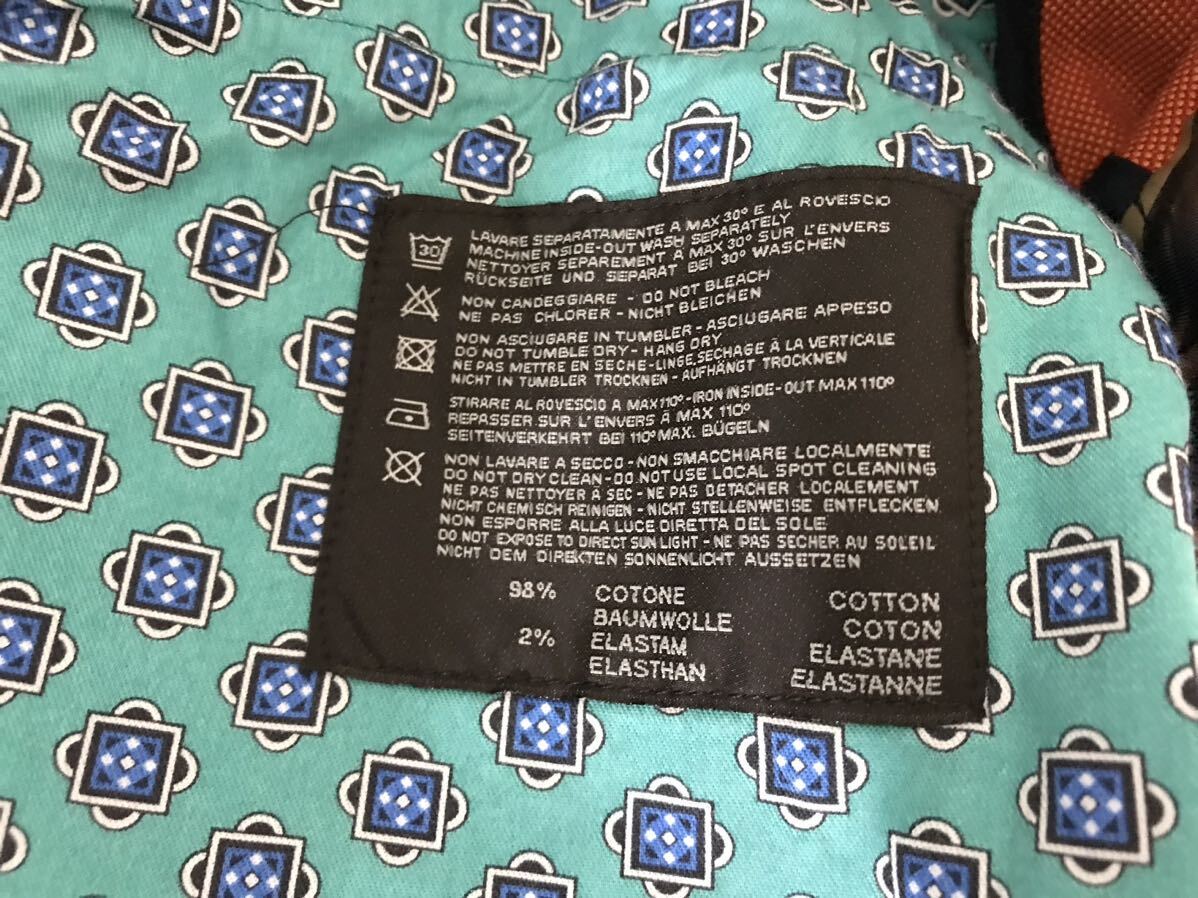 30
LAVARE SEPARATAMENTE A MAX 30° E AL ROVESCIO
MACHINE INSIDE-OUT WASH SEPARATELY
NETTOYER SEPAREMENT A MAX 30° SUR L'ENVERS
RÜCKSEITE UND SEPARAT BEI 30° WASCHEN
NON CANDEGGIARE - DO NOT BLEACH
NE PAS CHLORER - NICHT BLEICHEN
NON ASCIUGARE IN TUMBLER - ASCIUGARE APPESO
DO NOT TUMBLE DRY - HANG DRY
NE PAS METTRE EN SECHE-LINGE, SECHAGE À LA VERTICALE
NICHT IN TUMBLER TROCKNEN - AUFHÄNGT TROCKNEN
STIRARE AL ROVESCIO A MAX 110° - IRON INSIDE-OUT MAX 110°
REPASSER SUR L'ENVERS À MAX 110°
SEITENVERKEHRT BEI 110° MAX. BÜGELN
NON LAVARE A SECCO - NON SMACCHIARE LOCALMENTE
DO NOT DRY CLEAN - DO NOT USE LOCAL SPOT CLEANING
NE PAS NETTOYER À SEC - NE PAS DETACHER LOCALEMENT
NICHT CHEMISCH REINIGEN - NICHT STELLENWEISE ENTFLECKEN
NON ESPORRE ALLA LUCE DIRETTA DEL SOLE
DO NOT EXPOSE TO DIRECT SUN LIGHT - NE PAS SECHER AU SOLEIL
NICHT DEM DIREKTEN SONNENLICHT AUSSETZEN
98% COTONE COTTON
BAUMWOLLE COTON
2% ELASTAM ELASTANE
ELASTHAN ELASTANNE